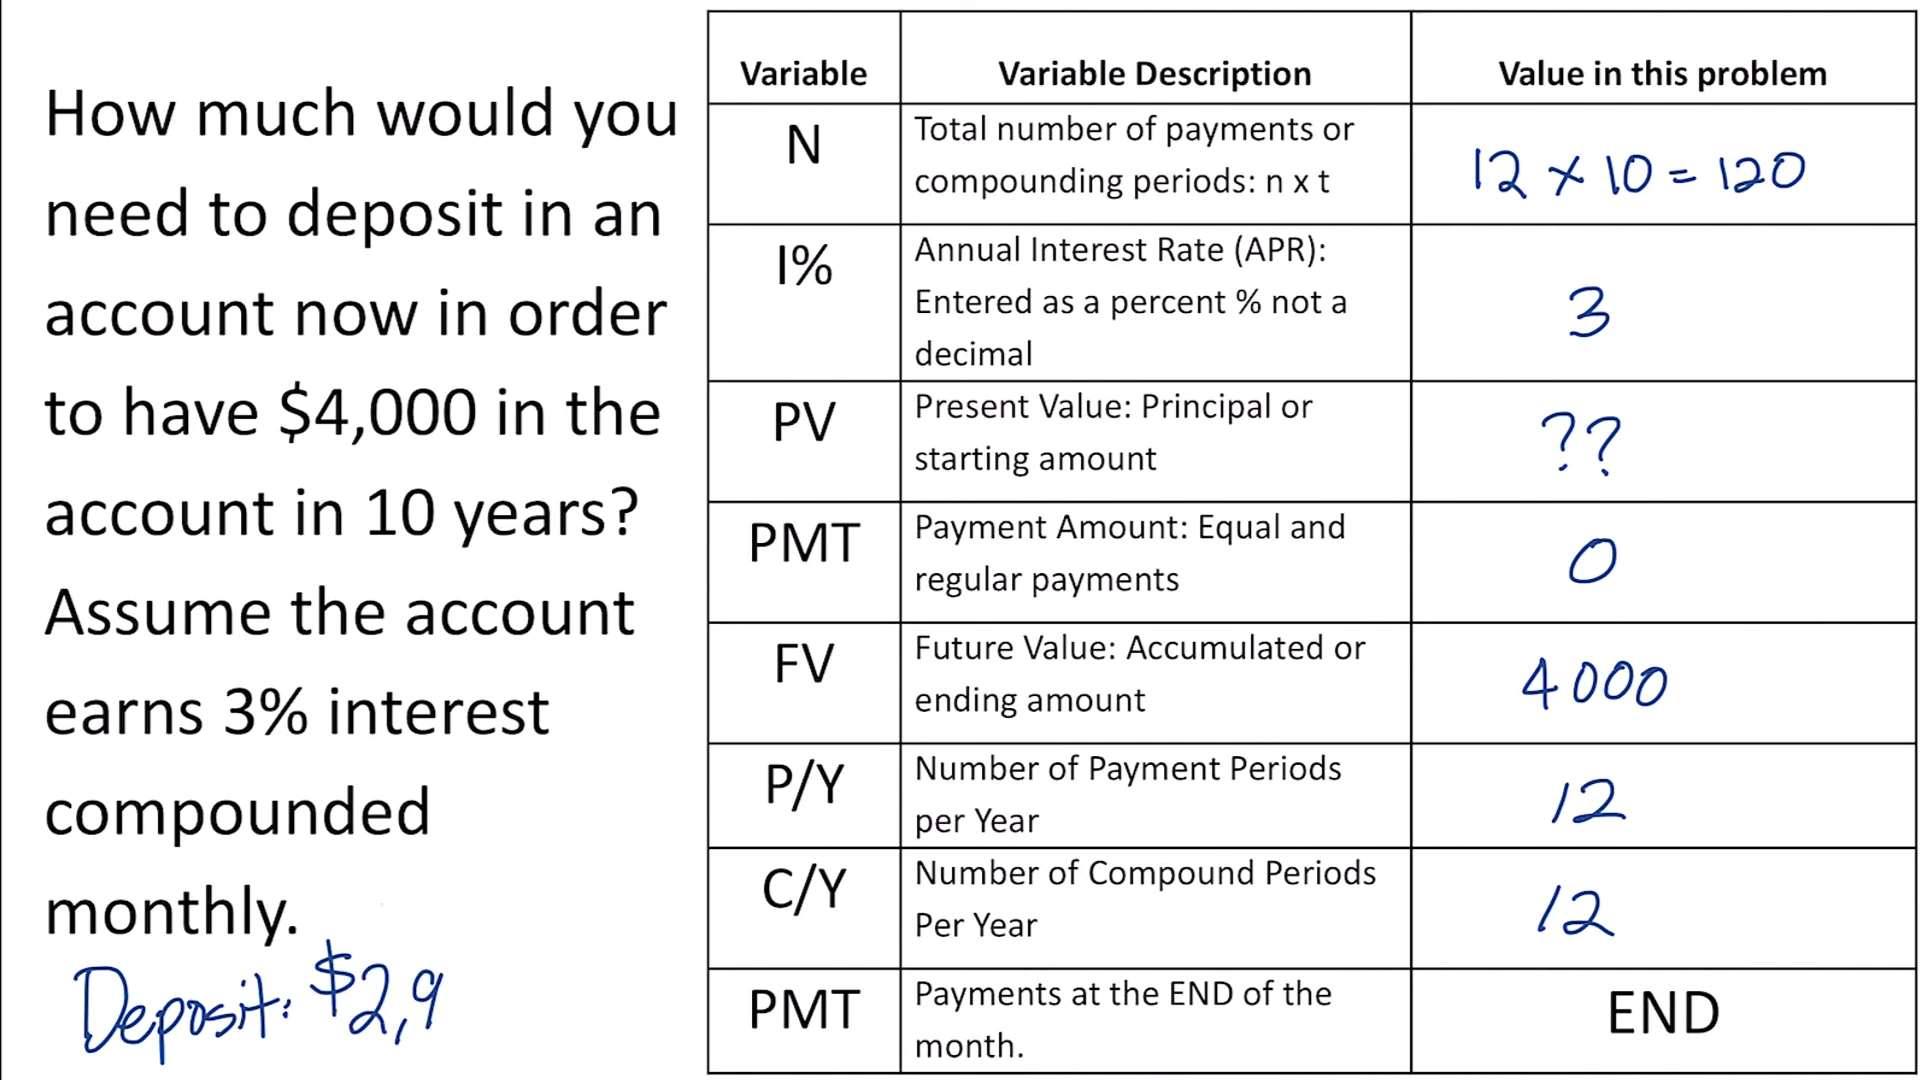 How much would you
need to deposit in an
account now in order
to have $4,000 in the
account in 10 years?
Assume the account
earns 3% interest
compounded
monthly.
Deposit: $2,9
Variable Variable Description Value in this problem
N Total number of payments or
compounding periods: n x t
12 × 10 = 120
I% Annual Interest Rate (APR):
Entered as a percent % not a
decimal
3
PV Present Value: Principal or
starting amount
??
PMT Payment Amount: Equal and
regular payments
0
FV Future Value: Accumulated or
ending amount
4000
P/Y Number of Payment Periods
per Year
12
C/Y Number of Compound Periods
Per Year
12
PMT Payments at the END of the
month.
END